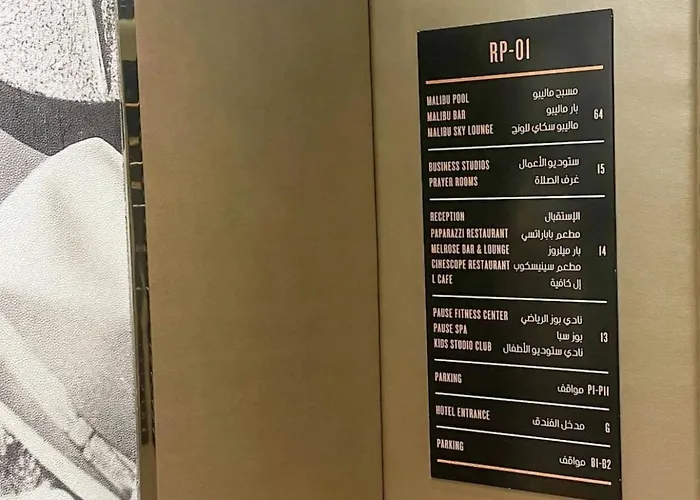 RP-01
MALIBU POOL مسبح ماليبو
MALIBU BAR بار ماليبو 64
MALIBU SKY LOUNGE ماليبو سكاي للونج
BUSINESS STUDIOS ستوديو الأعمال 15
PRAYER ROOMS غرف الصلاة
RECEPTION الإستقبال
PAPARAZZI RESTAURANT مطعم باباراتسي
MELROSE BAR & LOUNGE بار ميلروز 14
CINESCOPE RESTAURANT مطعم سينيسكوب
L CAFE إل كافية
PAUSE FITNESS CENTER نادي بوز الرياضي
PAUSE SPA بوز سبا 13
KIDS STUDIO CLUB نادي ستوديو الأطفال
PARKING مواقف P1-P11
HOTEL ENTRANCE مدخل الفندق G
PARKING مواقف B1-B2